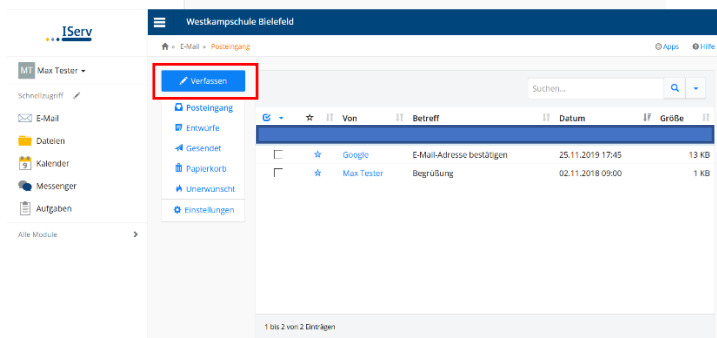 IServ
Westkampschule Bielefeld
E-Mail » Posteingang
Apps Hilfe
MT Max Tester
Schnellzugriff
E-Mail
Dateien
9 Kalender
Messenger
Aufgaben
Alle Module
Verfassen
Posteingang
Entwürfe
Gesendet
Papierkorb
Unerwünscht
Einstellungen
Suchen...
Von Betreff Datum Größe
Google E-Mail-Adresse bestätigen 25.11.2019 17:45 13 KB
Max Tester Begrüßung 02.11.2018 09:00 1 KB
1 bis 2 von 2 Einträgen